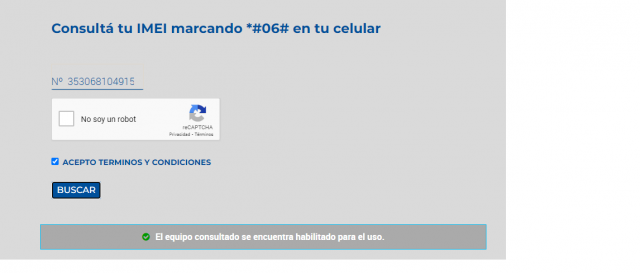 Consultá tu IMEI marcando *#06# en tu celular
Nº 353068104915
No soy un robot
reCAPTCHA
Privacidad - Términos
ACEPTO TERMINOS Y CONDICIONES
BUSCAR
El equipo consultado se encuentra habilitado para el uso.